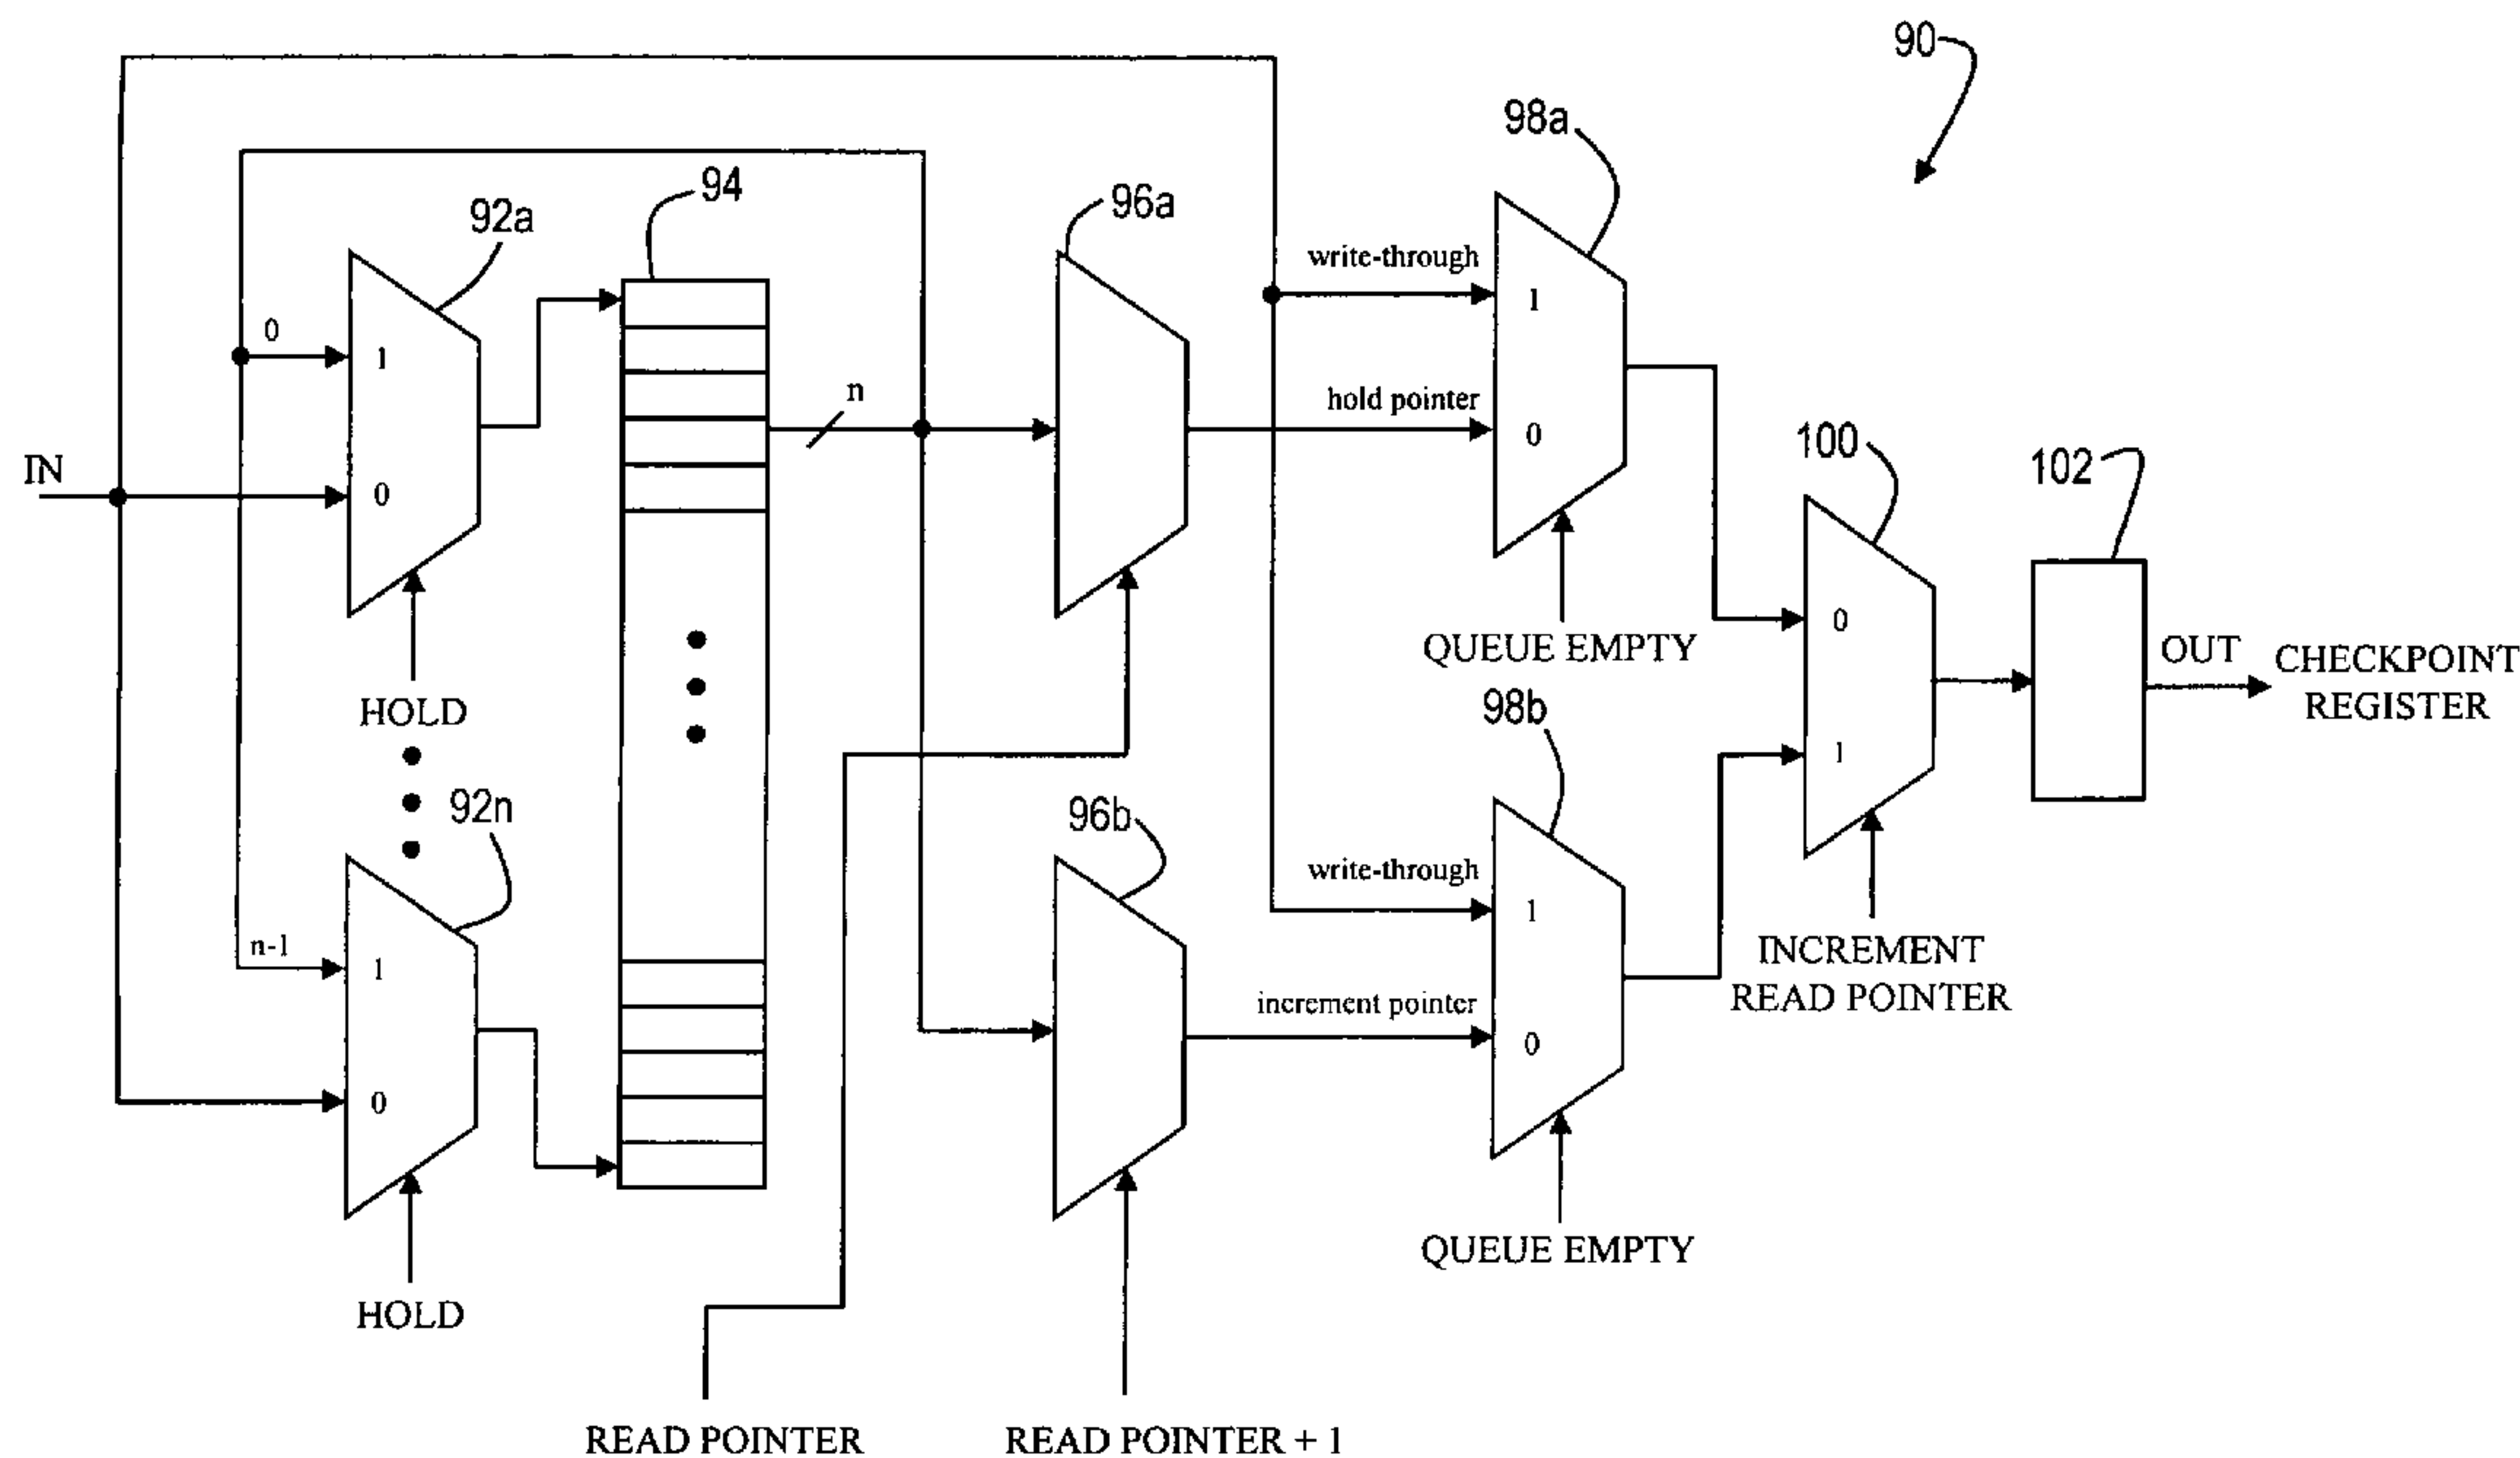 90
98a
94
96a
92a
write-through
0
1
1
n
hold pointer
100
0
102
IN
0
0
QUEUE EMPTY
OUT
CHECKPOINT
REGISTER
HOLD
98b
1
92n
96b
write-through
1
n-1
1
INCREMENT
READ POINTER
increment pointer
0
0
QUEUE EMPTY
HOLD
READ POINTER
READ POINTER + 1